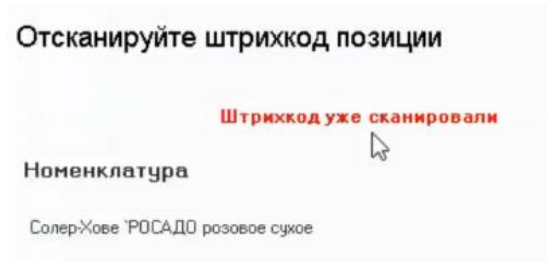 Отсканируйте штрихкод позиции
Штрихкод уже сканировали
Номенклатура
Солер-Хове `РОСАДО розовое сухое